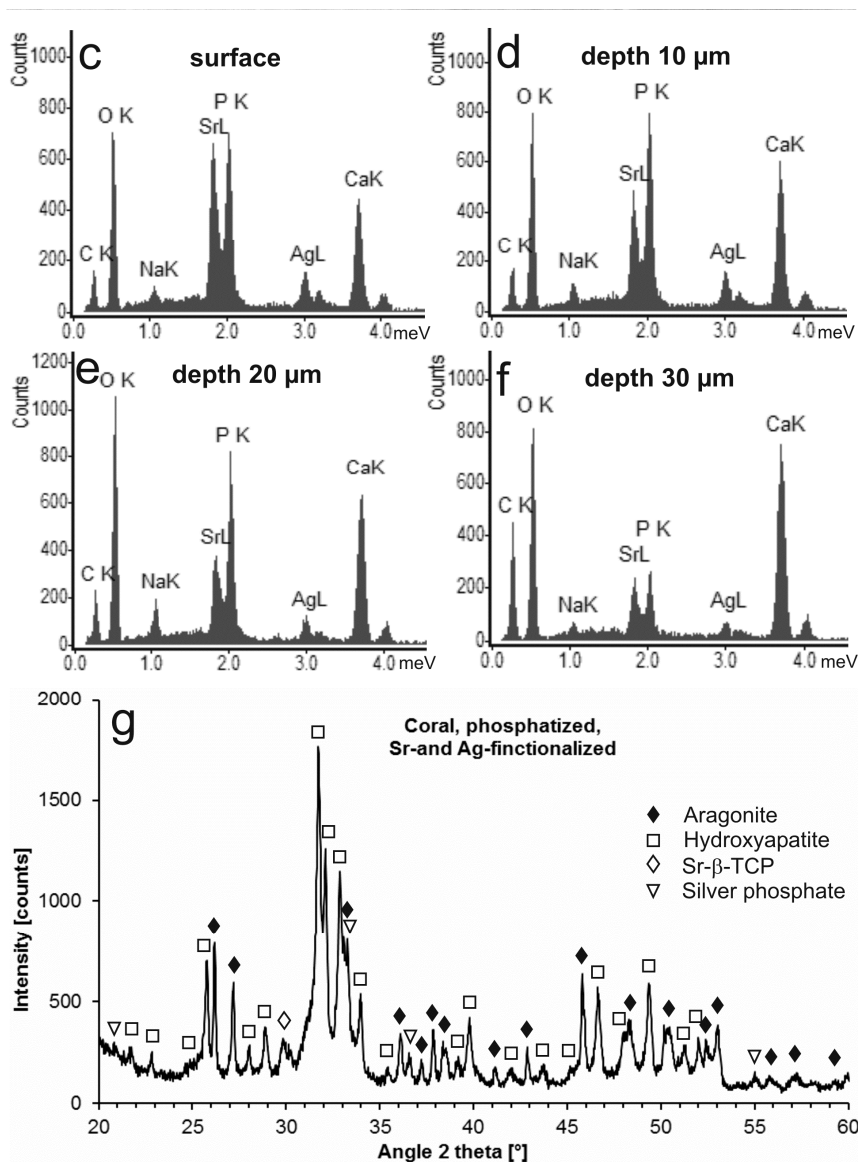 c
surface
Counts
1000
800
600
400
200
0
C K
O K
NaK
SrL
P K
AgL
CaK
0.0 1.0 2.0 3.0 4.0 meV
d
depth 10 µm
Counts
1000
800
600
400
200
0
C K
O K
NaK
SrL
P K
AgL
CaK
0.0 1.0 2.0 3.0 4.0 meV
e
depth 20 µm
Counts
1200
1000
800
600
400
200
0
C K
O K
NaK
SrL
P K
AgL
CaK
0.0 1.0 2.0 3.0 4.0 meV
f
depth 30 µm
Counts
1000
800
600
400
200
0
C K
O K
NaK
SrL
P K
AgL
CaK
0.0 1.0 2.0 3.0 4.0 meV
g
Coral, phosphatized,
Sr-and Ag-finctionalized
Aragonite
Hydroxyapatite
Sr-β-TCP
Silver phosphate
Intensity [counts]
2000
1500
1000
500
0
20 25 30 35 40 45 50 55 60
Angle 2 theta [°]